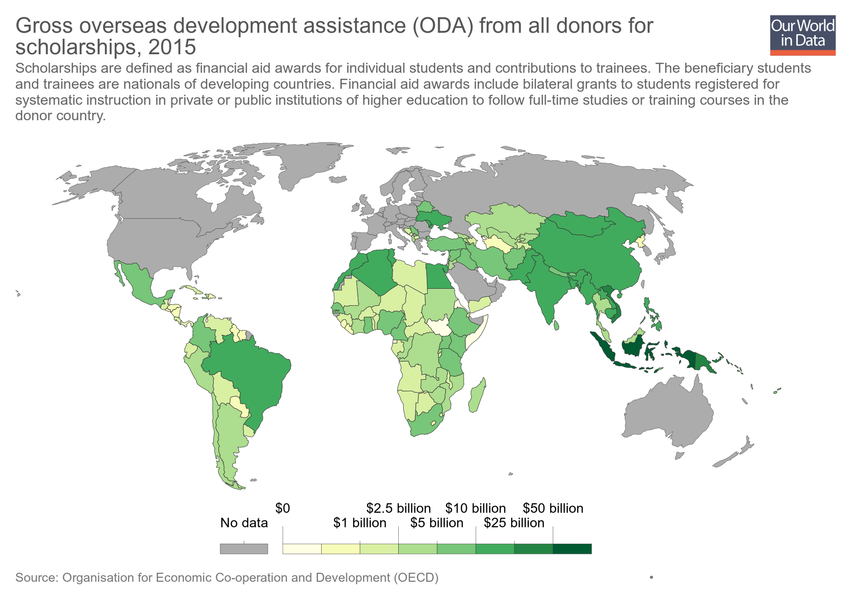 Gross overseas development assistance (ODA) from all donors for
scholarships, 2015
Our World
in Data
Scholarships are defined as financial aid awards for individual students and contributions to trainees. The beneficiary students
and trainees are nationals of developing countries. Financial aid awards include bilateral grants to students registered for
systematic instruction in private or public institutions of higher education to follow full-time studies or training courses in the
donor country.
$0 $2.5 billion $10 billion $50 billion
No data $1 billion $5 billion $25 billion
Source: Organisation for Economic Co-operation and Development (OECD)